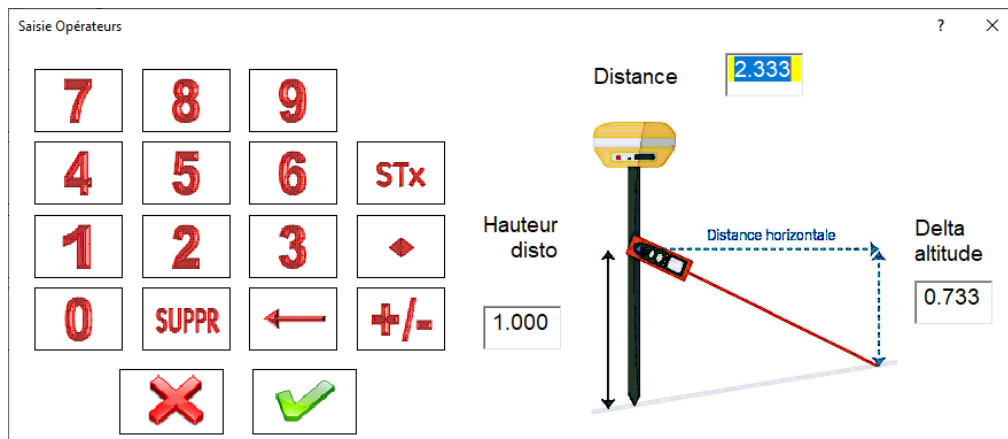 Saisie Opérateurs
?
Distance
2.333
7 8 9
4 5 6 STx
1 2 3
0 SUPPR +/-
Hauteur
disto
1.000
Distance horizontale
Delta
altitude
0.733